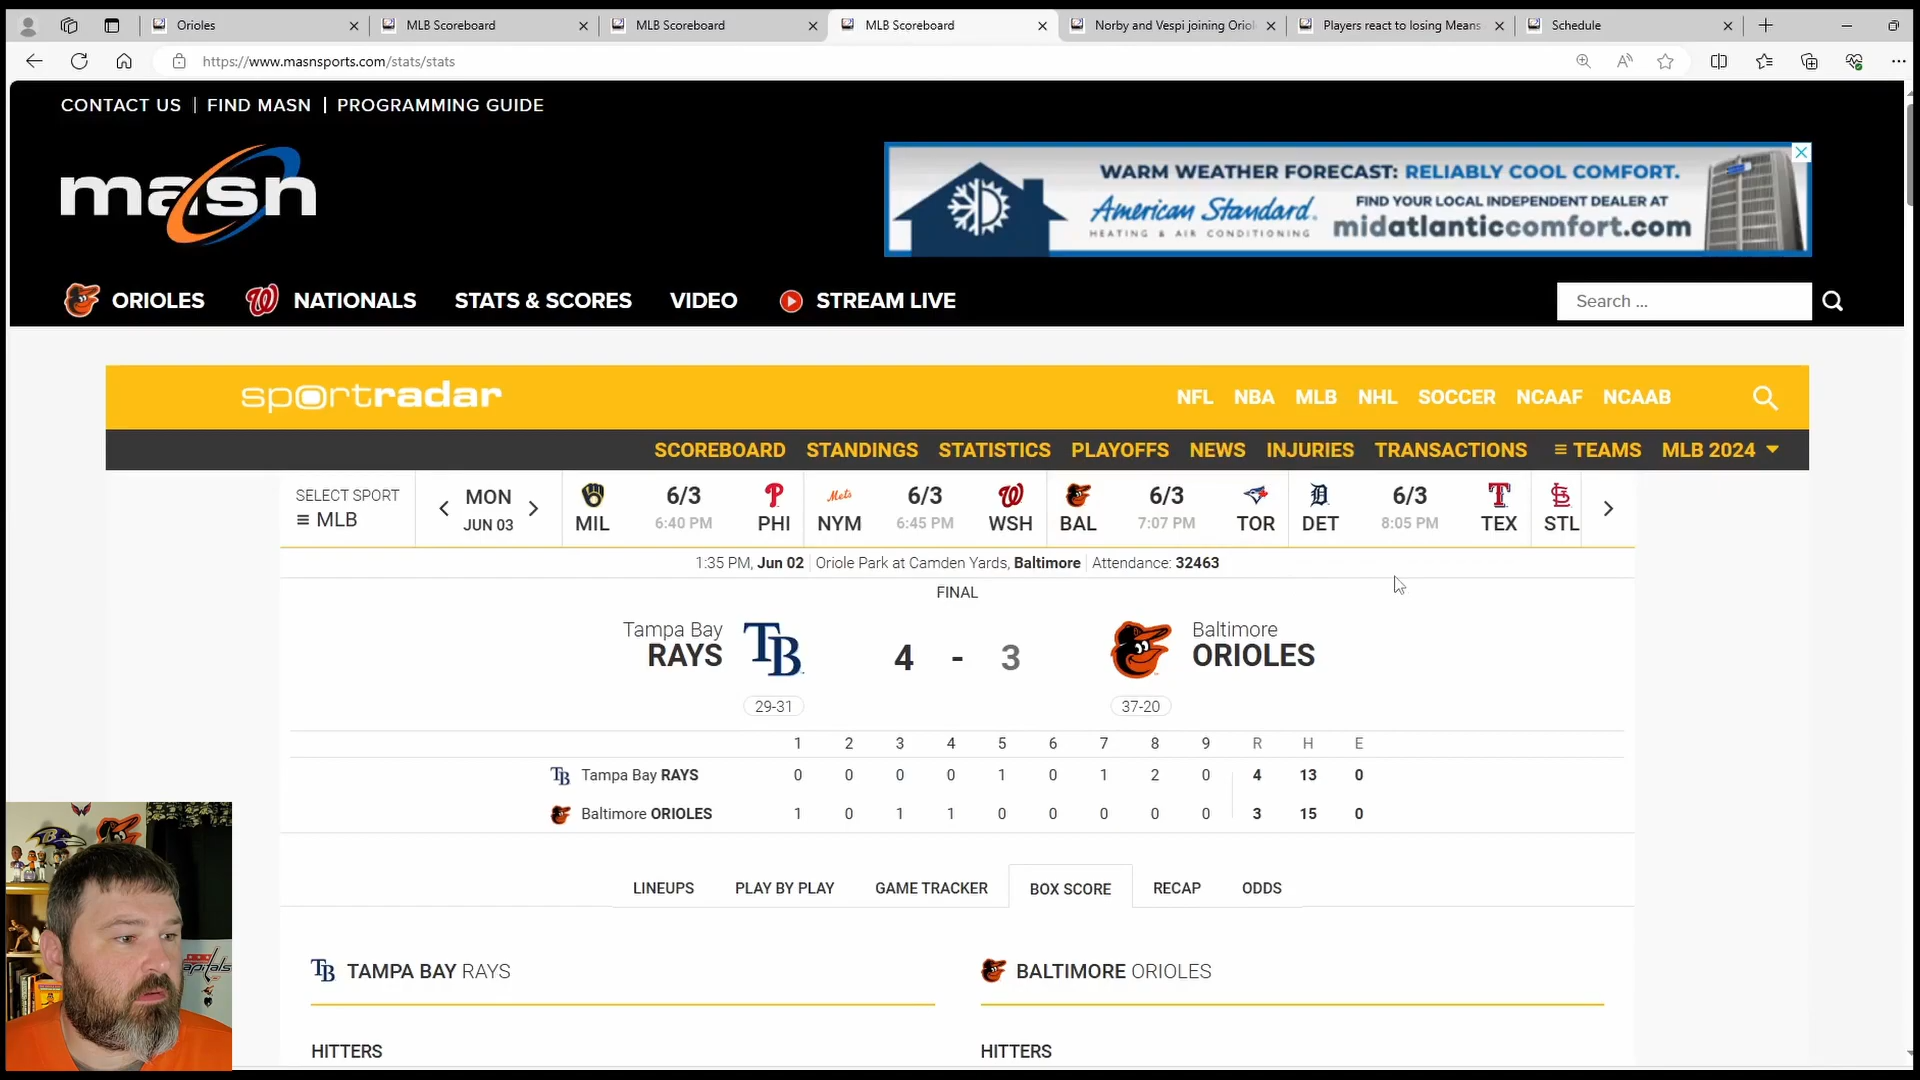 Orioles
MLB Scoreboard
MLB Scoreboard
MLB Scoreboard
Norby and Vespi joining Oriol
Players react to losing Means
Schedule
https://www.masnsports.com/stats/stats
CONTACT US | FIND MASN | PROGRAMMING GUIDE
masn
WARM WEATHER FORECAST: RELIABLY COOL COMFORT.
American Standard
HEATING & AIR CONDITIONING
FIND YOUR LOCAL INDEPENDENT DEALER AT
midatlanticcomfort.com
ORIOLES NATIONALS STATS & SCORES VIDEO STREAM LIVE
Search ...
sportradar
NFL NBA MLB NHL SOCCER NCAAF NCAAB
SCOREBOARD STANDINGS STATISTICS PLAYOFFS NEWS INJURIES TRANSACTIONS TEAMS MLB 2024
SELECT SPORT
MLB
MON
JUN 03
MIL 6/3 6:40 PM PHI
Mets
NYM 6/3 6:45 PM WSH
BAL 6/3 7:07 PM TOR
DET 6/3 8:05 PM TEX
STL
1:35 PM, Jun 02 | Oriole Park at Camden Yards, Baltimore | Attendance: 32463
FINAL
Tampa Bay
RAYS
TB
4 - 3
Baltimore
ORIOLES
29-31
37-20
1 2 3 4 5 6 7 8 9 R H E
TB Tampa Bay RAYS 0 0 0 0 1 0 1 2 0 4 13 0
Baltimore ORIOLES 1 0 1 1 0 0 0 0 0 3 15 0
LINEUPS PLAY BY PLAY GAME TRACKER BOX SCORE RECAP ODDS
TB TAMPA BAY RAYS
BALTIMORE ORIOLES
HITTERS
HITTERS
capitals